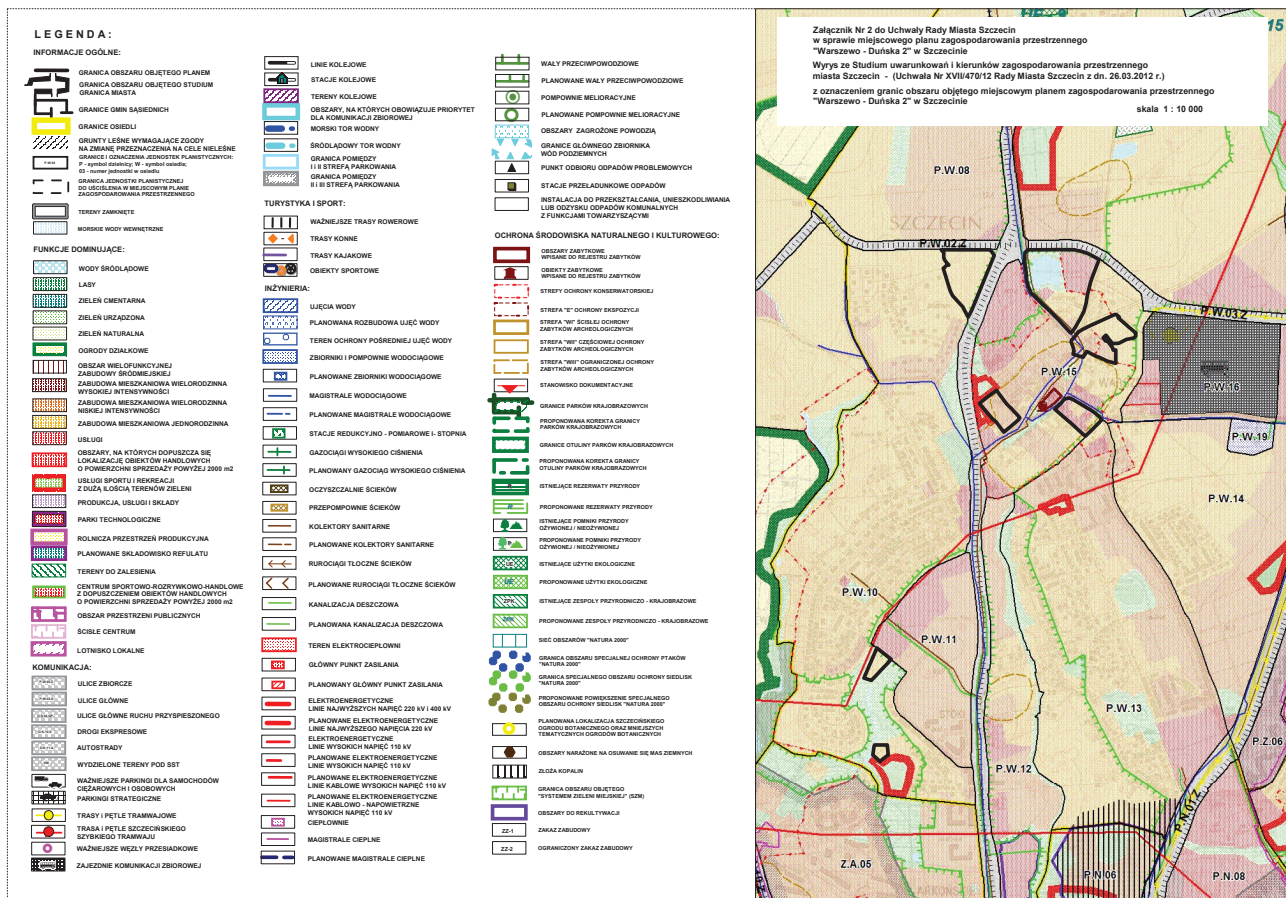 LEGENDA:
INFORMACJE OGÓLNE:
GRANICA OBSZARU OBJĘTEGO PLANEM
GRANICA OBSZARU OBJĘTEGO STUDIUM
GRANICA MIASTA
GRANICE GMIN SĄSIEDNICH
GRANICE OSIEDLI
GRUNTY LEŚNE WYMAGAJĄCE ZGODY
NA ZMIANĘ PRZEZNACZENIA NA CELE NIELEŚNE
GRANICE I OZNACZENIA JEDNOSTEK PLANISTYCZNYCH:
P - symbol dzielnicy; W - symbol osiedla;
03 - numer jednostki w osiedlu
GRANICA JEDNOSTKI PLANISTYCZNEJ
DO UŚCIŚLENIA W MIEJSCOWYM PLANIE
ZAGOSPODAROWANIA PRZESTRZENNEGO
TERENY ZAMKNIĘTE
MORSKIE WODY WEWNĘTRZNE
FUNKCJE DOMINUJĄCE:
WODY ŚRÓDLĄDOWE
LASY
ZIELEŃ CMENTARNA
ZIELEŃ URZĄDZONA
ZIELEŃ NATURALNA
OGRODY DZIAŁKOWE
OBSZAR WIELOFUNKCYJNEJ
ZABUDOWY ŚRÓDMIEJSKIEJ
ZABUDOWA MIESZKANIOWA WIELORODZINNA
WYSOKIEJ INTENSYWNOŚCI
ZABUDOWA MIESZKANIOWA WIELORODZINNA
NISKIEJ INTENSYWNOŚCI
ZABUDOWA MIESZKANIOWA JEDNORODZINNA
USŁUGI
OBSZARY, NA KTÓRYCH DOPUSZCZA SIĘ
LOKALIZACJĘ OBIEKTÓW HANDLOWYCH
O POWIERZCHNI SPRZEDAŻY POWYŻEJ 2000 m2
USŁUGI SPORTU I REKREACJI
Z DUŻĄ ILOŚCIĄ TERENÓW ZIELENI
PRODUKCJA, USŁUGI I SKŁADY
PARKI TECHNOLOGICZNE
ROLNICZA PRZESTRZEŃ PRODUKCYJNA
PLANOWANE SKŁADOWISKO REFULATU
TERENY DO ZALESIENIA
CENTRUM SPORTOWO-ROZRYWKOWO-HANDLOWE
Z DOPUSZCZENIEM OBIEKTÓW HANDLOWYCH
O POWIERZCHNI SPRZEDAŻY POWYŻEJ 2000 m2
OBSZAR PRZESTRZENI PUBLICZNYCH
ŚCISŁE CENTRUM
LOTNISKO LOKALNE
KOMUNIKACJA:
ULICE ZBIORCZE
ULICE GŁÓWNE
ULICE GŁÓWNE RUCHU PRZYSPIESZONEGO
DROGI EKSPRESOWE
AUTOSTRADY
WYDZIELONE TERENY POD SST
WAŻNIEJSZE PARKINGI DLA SAMOCHODÓW
CIĘŻAROWYCH I OSOBOWYCH
PARKINGI STRATEGICZNE
TRASY I PĘTLE TRAMWAJOWE
TRASA I PĘTLE SZCZECIŃSKIEGO
SZYBKIEGO TRAMWAJU
WAŻNIEJSZE WĘZŁY PRZESIADKOWE
ZAJEZDNIE KOMUNIKACJI ZBIOROWEJ
LINIE KOLEJOWE
STACJE KOLEJOWE
TERENY KOLEJOWE
OBSZARY, NA KTÓRYCH OBOWIĄZUJE PRIORYTET
DLA KOMUNIKACJI ZBIOROWEJ
MORSKI TOR WODNY
ŚRÓDLĄDOWY TOR WODNY
GRANICA POMIĘDZY
I i II STREFĄ PARKOWANIA
GRANICA POMIĘDZY
II i III STREFĄ PARKOWANIA
TURYSTYKA I SPORT:
WAŻNIEJSZE TRASY ROWEROWE
TRASY KONNE
TRASY KAJAKOWE
OBIEKTY SPORTOWE
INŻYNIERIA:
UJĘCIA WODY
PLANOWANA ROZBUDOWA UJĘĆ WODY
TEREN OCHRONY POŚREDNIEJ UJĘĆ WODY
ZBIORNIKI I POMPOWNIE WODOCIĄGOWE
PLANOWANE ZBIORNIKI WODOCIĄGOWE
MAGISTRALE WODOCIĄGOWE
PLANOWANE MAGISTRALE WODOCIĄGOWE
STACJE REDUKCYJNO - POMIAROWE I- STOPNIA
GAZOCIĄGI WYSOKIEGO CIŚNIENIA
PLANOWANY GAZOCIĄG WYSOKIEGO CIŚNIENIA
OCZYSZCZALNIE ŚCIEKÓW
PRZEPOMPOWNIE ŚCIEKÓW
KOLEKTORY SANITARNE
PLANOWANE KOLEKTORY SANITARNE
RUROCIĄGI TŁOCZNE ŚCIEKÓW
PLANOWANE RUROCIĄGI TŁOCZNE ŚCIEKÓW
KANALIZACJA DESZCZOWA
PLANOWANA KANALIZACJA DESZCZOWA
TEREN ELEKTROCIEPŁOWNI
GŁÓWNY PUNKT ZASILANIA
PLANOWANY GŁÓWNY PUNKT ZASILANIA
ELEKTROENERGETYCZNE
LINIE NAJWYŻSZYCH NAPIĘĆ 220 kV i 400 kV
PLANOWANE ELEKTROENERGETYCZNE
LINIE NAJWYŻSZEGO NAPIĘCIA 220 kV
ELEKTROENERGETYCZNE
LINIE WYSOKICH NAPIĘĆ 110 kV
PLANOWANE ELEKTROENERGETYCZNE
LINIE WYSOKICH NAPIĘĆ 110 kV
PLANOWANE ELEKTROENERGETYCZNE
LINIE KABLOWE WYSOKICH NAPIĘĆ 110 kV
PLANOWANE ELEKTROENERGETYCZNE
LINIE KABLOWO - NAPOWIETRZNE
WYSOKICH NAPIĘĆ 110 kV
CIEPŁOWNIE
MAGISTRALE CIEPLNE
PLANOWANE MAGISTRALE CIEPLNE
WAŁY PRZECIWPOWODZIOWE
PLANOWANE WAŁY PRZECIWPOWODZIOWE
POMPOWNIE MELIORACYJNE
PLANOWANE POMPOWNIE MELIORACYJNE
OBSZARY ZAGROŻONE POWODZIĄ
GRANICE GŁÓWNEGO ZBIORNIKA
WÓD PODZIEMNYCH
PUNKT ODBIORU ODPADÓW PROBLEMOWYCH
STACJE PRZEŁADUNKOWE ODPADÓW
INSTALACJA DO PRZEKSZTAŁCANIA, UNIESZKODLIWIANIA
LUB ODZYSKU ODPADÓW KOMUNALNYCH
Z FUNKCJAMI TOWARZYSZĄCYMI
OCHRONA ŚRODOWISKA NATURALNEGO I KULTUROWEGO:
OBSZARY ZABYTKOWE
WPISANE DO REJESTRU ZABYTKÓW
OBIEKTY ZABYTKOWE
WPISANE DO REJESTRU ZABYTKÓW
STREFY OCHRONY KONSERWATORSKIEJ
STREFA "E" OCHRONY EKSPOZYCJI
STREFA "WI" ŚCISŁEJ OCHRONY
ZABYTKÓW ARCHEOLOGICZNYCH
STREFA "WII" CZĘŚCIOWEJ OCHRONY
ZABYTKÓW ARCHEOLOGICZNYCH
STREFA "WIII" OGRANICZONEJ OCHRONY
ZABYTKÓW ARCHEOLOGICZNYCH
STANOWISKO DOKUMENTACYJNE
GRANICE PARKÓW KRAJOBRAZOWYCH
PROPONOWANA KOREKTA GRANICY
PARKÓW KRAJOBRAZOWYCH
GRANICE OTULINY PARKÓW KRAJOBRAZOWYCH
PROPONOWANA KOREKTA GRANICY
OTULINY PARKÓW KRAJOBRAZOWYCH
ISTNIEJĄCE REZERWATY PRZYRODY
PROPONOWANE REZERWATY PRZYRODY
ISTNIEJĄCE POMNIKI PRZYRODY
OŻYWIONEJ / NIEOŻYWIONEJ
PROPONOWANE POMNIKI PRZYRODY
OŻYWIONEJ / NIEOŻYWIONEJ
UE
ISTNIEJĄCE UŻYTKI EKOLOGICZNE
UE
PROPONOWANE UŻYTKI EKOLOGICZNE
ZPK
ISTNIEJĄCE ZESPOŁY PRZYRODNICZO - KRAJOBRAZOWE
ZPK
PROPONOWANE ZESPOŁY PRZYRODNICZO - KRAJOBRAZOWE
SIEĆ OBSZARÓW "NATURA 2000"
GRANICA OBSZARU SPECJALNEJ OCHRONY PTAKÓW
"NATURA 2000"
GRANICA SPECJALNEGO OBSZARU OCHRONY SIEDLISK
"NATURA 2000"
PROPONOWANE POWIĘKSZENIE SPECJALNEGO
OBSZARU OCHRONY SIEDLISK "NATURA 2000"
PLANOWANA LOKALIZACJA SZCZECIŃSKIEGO
OGRODU BOTANICZNEGO ORAZ MNIEJSZYCH
TEMATYCZNYCH OGRODÓW BOTANICZNYCH
OBSZARY NARAŻONE NA OSUWANIE SIĘ MAS ZIEMNYCH
ZŁOŻA KOPALIN
GRANICA OBSZARU OBJĘTEGO
"SYSTEMEM ZIELENI MIEJSKIEJ" (SZM)
OBSZARY DO REKULTYWACJI
ZZ-1
ZAKAZ ZABUDOWY
ZZ-2
OGRANICZONY ZAKAZ ZABUDOWY
Załącznik Nr 2 do Uchwały Rady Miasta Szczecin
w sprawie miejscowego planu zagospodarowania przestrzennego
"Warszewo - Duńska 2" w Szczecinie
Wyrys ze Studium uwarunkowań i kierunków zagospodarowania przestrzennego
miasta Szczecin - (Uchwała Nr XVII/470/12 Rady Miasta Szczecin z dn. 26.03.2012 r.)
z oznaczeniem granic obszaru objętego miejscowym planem zagospodarowania przestrzennego
"Warszewo - Duńska 2" w Szczecinie
skala 1 : 10 000
15
P.W.08
SZCZECIN
P.W.02.Z
P.W.03.Z
P.W.15
P.W.16
P.W.19
P.W.14
P.W.10
P.W.11
P.W.13
P.Z.06
P.W.12
P.N.01.Z
Z.A.05
P.N.06
P.N.08